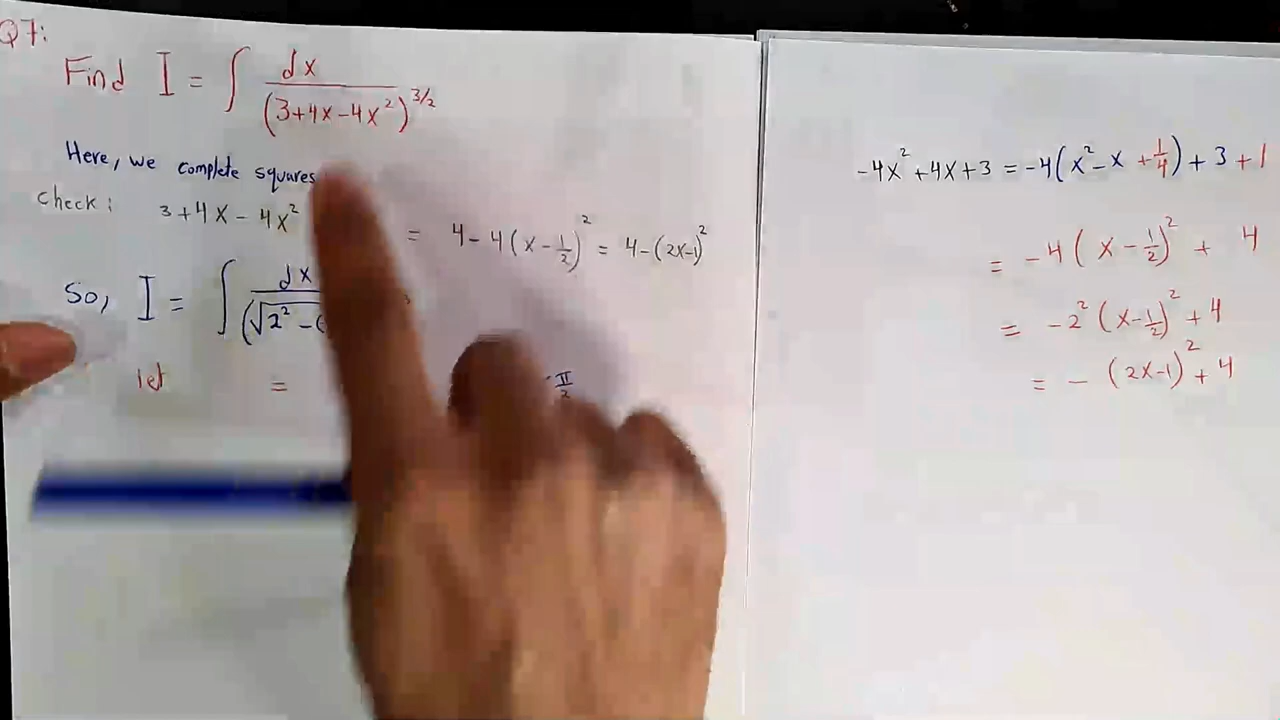 Q7:
Find I = ∫ dx / (3+4x-4x²)^3/2
Here, we complete squares
check: 3+4x-4x² = 4-4(x-1/2)² = 4-(2x-1)²
So, I = ∫ dx / (√2²-(
let =
π/2
-4x²+4x+3 = -4(x²-x+1/4)+3+1
= -4(x-1/2)²+4
= -2²(x-1/2)²+4
= -(2x-1)²+4